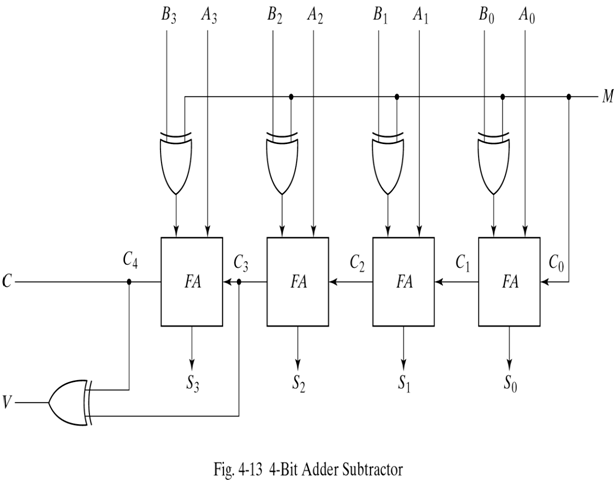 B3 A3 B2 A2 B1 A1 B0 A0
M
C4 C3 C2 C1 C0
C FA FA FA FA
S3 S2 S1 S0
V
Fig. 4-13 4-Bit Adder Subtractor